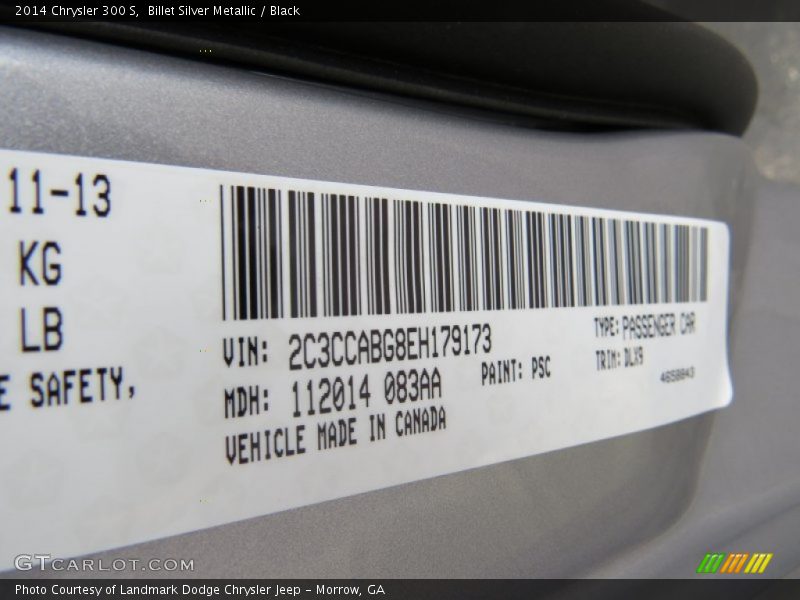 2014 Chrysler 300 S, Billet Silver Metallic / Black
11-13
KG
LB
E SAFETY,
VIN: 2C3CCABG8EH179173
TYPE: PASSENGER CAR
MDH: 112014 083AA
PAINT: PSC
TRIM: DLX9
4658843
VEHICLE MADE IN CANADA
GTCARLOT.COM
Photo Courtesy of Landmark Dodge Chrysler Jeep - Morrow, GA